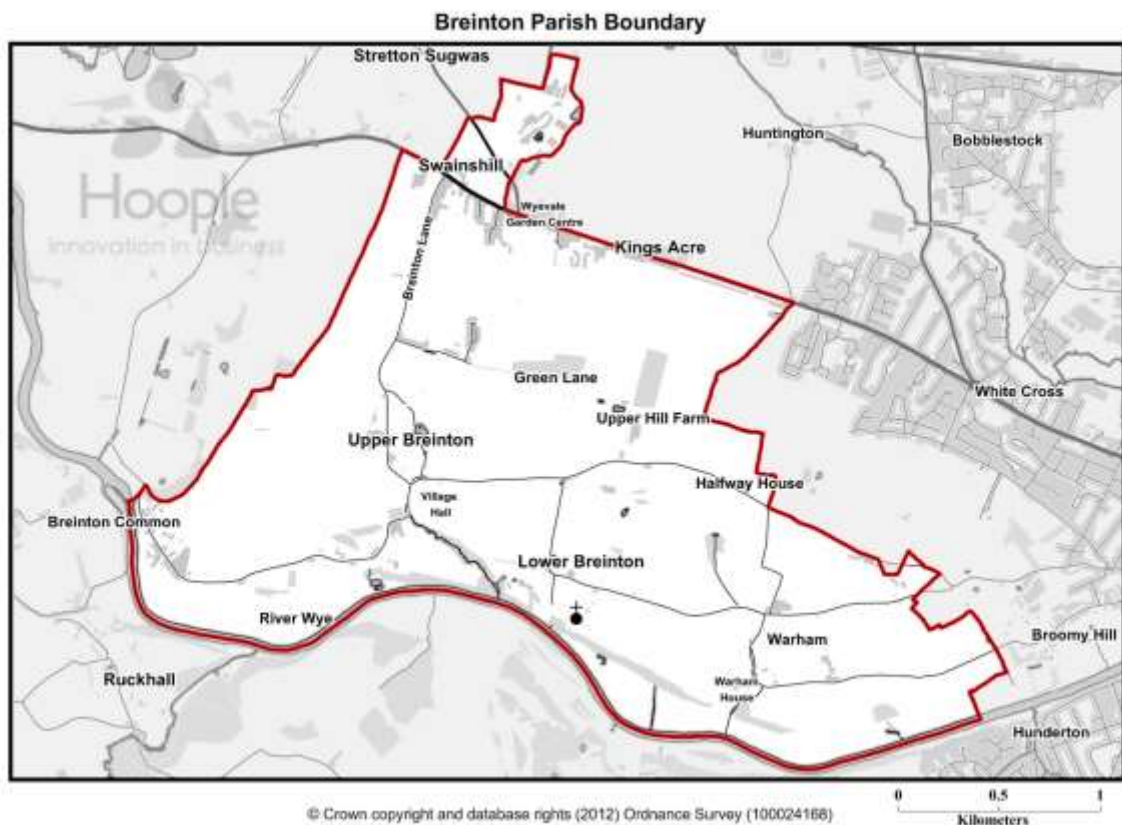 Breinton Parish Boundary
Stretton Sugwas
Huntington
Bobblestock
Swainshill
Hoople
innovation in business
Wyevale
Garden Centre
Kings Acre
Breinton Lane
Green Lane
White Cross
Upper Hill Farm
Upper Breinton
Halfway House
Village
Hall
Breinton Common
Lower Breinton
River Wye
Warham
Broomy Hill
Ruckhall
Warham
House
Hunderton
0 0.5 1
Kilometers
© Crown copyright and database rights (2012) Ordnance Survey (100024168)